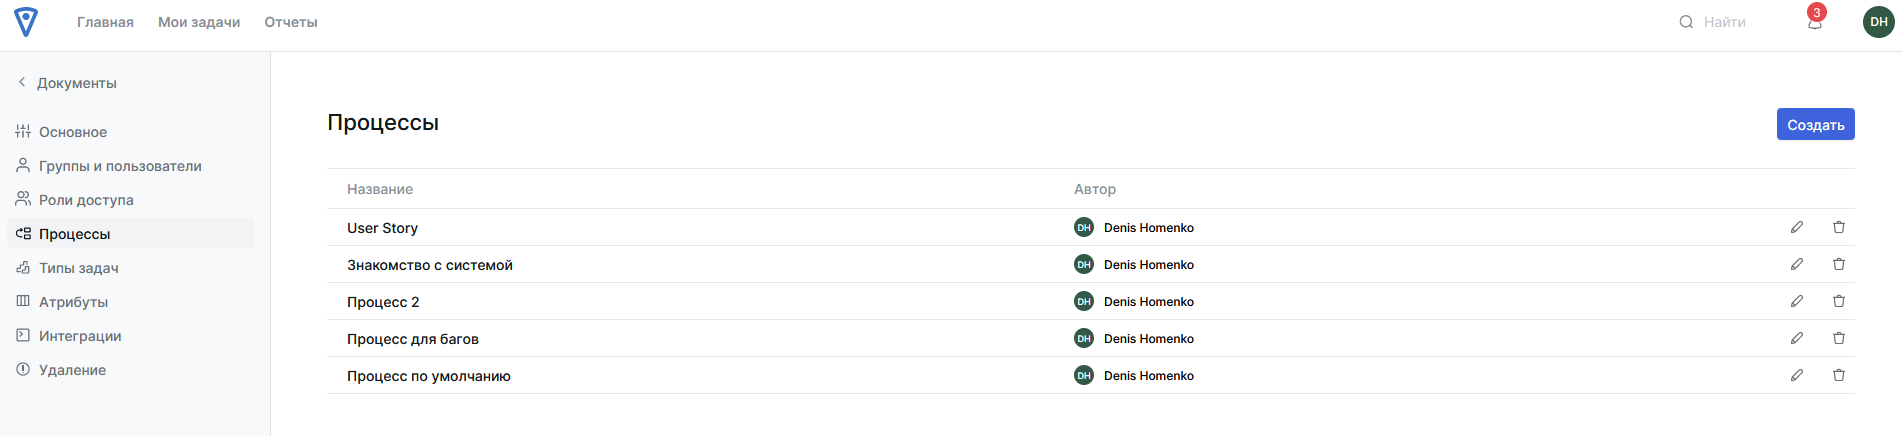 Главная Мои задачи Отчеты Найти 3 DH
Документы
Основное
Группы и пользователи
Роли доступа
Процессы
Типы задач
Атрибуты
Интеграции
Удаление
Процессы Создать
Название Автор
User Story DH Denis Homenko
Знакомство с системой DH Denis Homenko
Процесс 2 DH Denis Homenko
Процесс для багов DH Denis Homenko
Процесс по умолчанию DH Denis Homenko